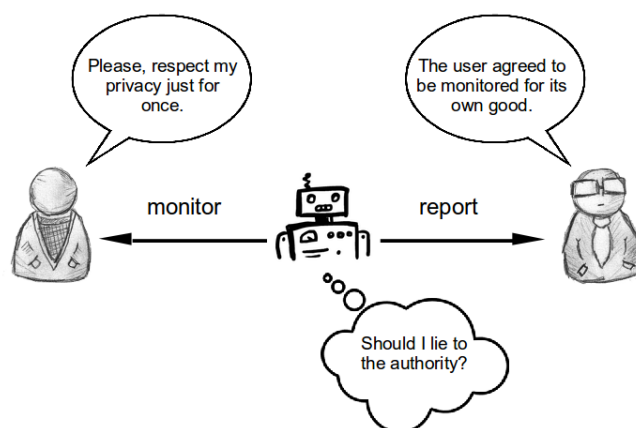 Please, respect my
privacy just for
once.
The user agreed to
be monitored for its
own good.
monitor
report
Should I lie to
the authority?